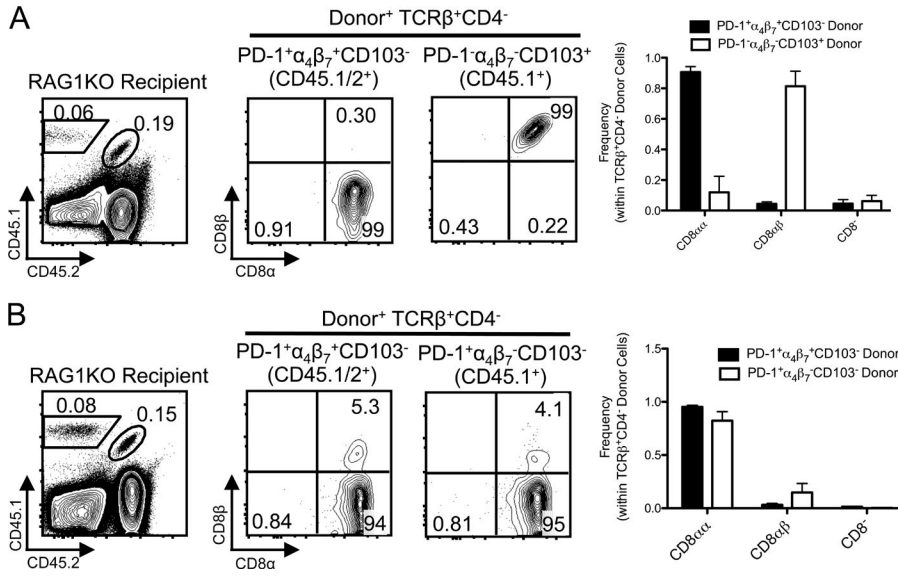 A
Donor⁺ TCRβ⁺CD4⁻
RAG1KO Recipient
0.06
0.19
CD45.1
CD45.2
PD-1⁺α₄β₇⁺CD103⁻
(CD45.1/2⁺)
0.30
0.91
99
CD8β
CD8α
PD-1⁻α₄β₇⁻CD103⁺
(CD45.1⁺)
99
0.43
0.22
PD-1⁺α₄β₇⁺CD103⁻ Donor
PD-1⁻α₄β₇⁻CD103⁺ Donor
Frequency
(within TCRβ⁺CD4⁻ Donor Cells)
1.0
0.8
0.6
0.4
0.2
0.0
CD8αα
CD8αβ
CD8⁻
B
Donor⁺ TCRβ⁺CD4⁻
RAG1KO Recipient
0.08
0.15
CD45.1
CD45.2
PD-1⁺α₄β₇⁺CD103⁻
(CD45.1/2⁺)
5.3
0.84
94
CD8β
CD8α
PD-1⁺α₄β₇⁻CD103⁻
(CD45.1⁺)
4.1
0.81
95
PD-1⁺α₄β₇⁺CD103⁻ Donor
PD-1⁺α₄β₇⁻CD103⁻ Donor
Frequency
(within TCRβ⁺CD4⁻ Donor Cells)
1.5
1.0
0.5
0.0
CD8αα
CD8αβ
CD8⁻